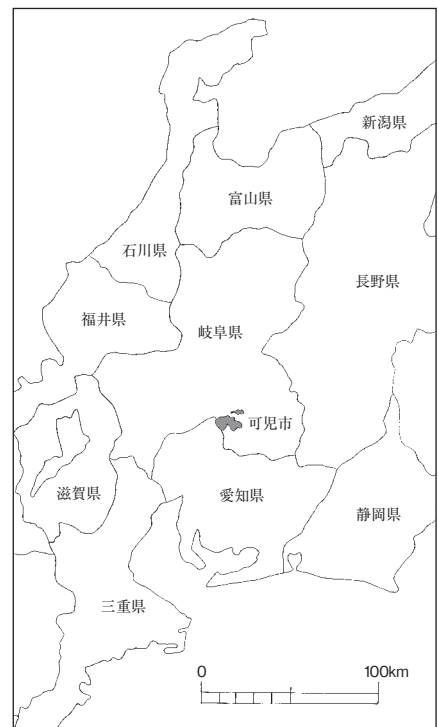 新潟県
富山県
石川県
長野県
福井県
岐阜県
可児市
滋賀県
愛知県
静岡県
三重県
0 100km